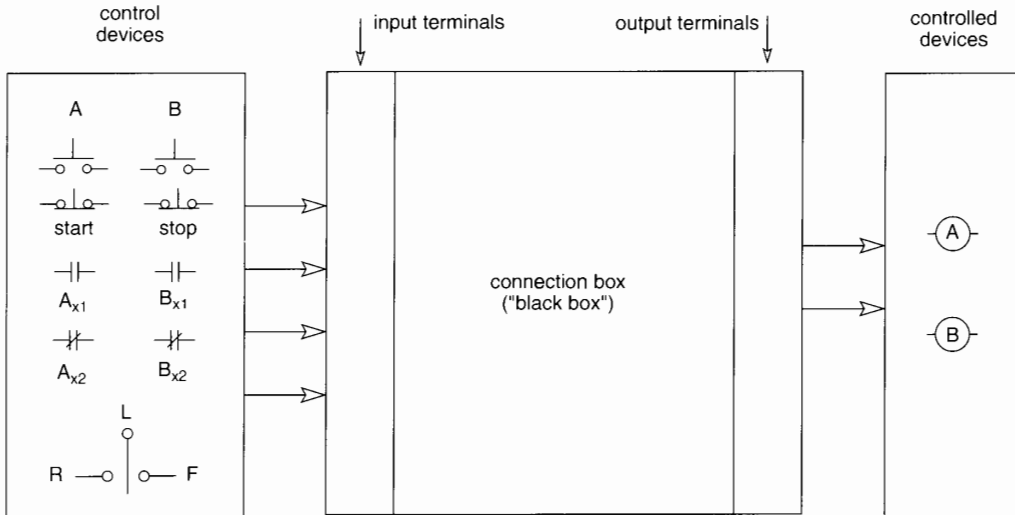 control
devices
input terminals
output terminals
controlled
devices
A B
start stop
Ax1 Bx1
Ax2 Bx2
L
R F
connection box
("black box")
A
B